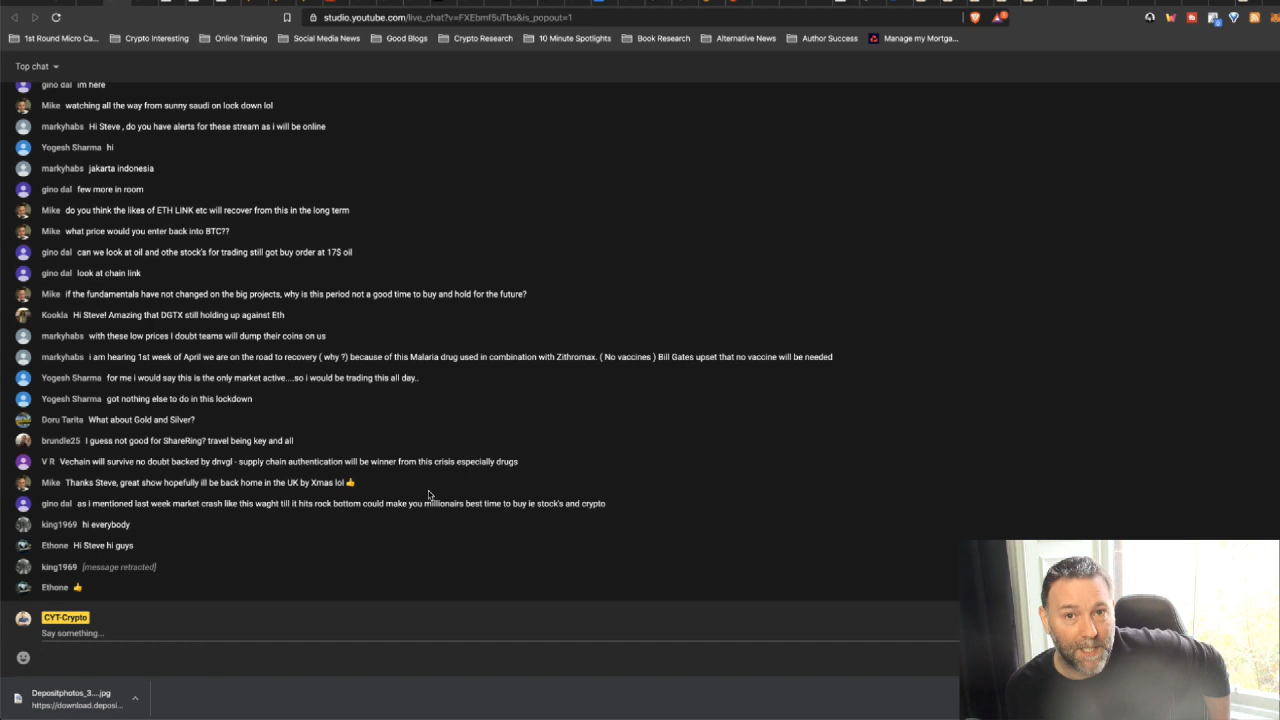 studio.youtube.com/live_chat?v=FXEbmf5uTbs&is_popout=1
1st Round Micro Ca... Crypto Interesting Online Training Social Media News Good Blogs Crypto Research 10 Minute Spotlights Book Research Alternative News Author Success Manage my Mortga...
Top chat
gino dal im here
Mike watching all the way from sunny saudi on lock down lol
markyhabs Hi Steve , do you have alerts for these stream as i will be online
Yogesh Sharma hi
markyhabs jakarta indonesia
gino dal few more in room
Mike do you think the likes of ETH LINK etc will recover from this in the long term
Mike what price would you enter back into BTC??
gino dal can we look at oil and othe stock's for trading still got buy order at 17$ oil
gino dal look at chain link
Mike if the fundamentals have not changed on the big projects, why is this period not a good time to buy and hold for the future?
Kookla Hi Steve! Amazing that DGTX still holding up against Eth
markyhabs with these low prices I doubt teams will dump their coins on us
markyhabs i am hearing 1st week of April we are on the road to recovery ( why ?) because of this Malaria drug used in combination with Zithromax. ( No vaccines ) Bill Gates upset that no vaccine will be needed
Yogesh Sharma for me i would say this is the only market active....so i would be trading this all day..
Yogesh Sharma got nothing else to do in this lockdown
Doru Tarita What about Gold and Silver?
brundle25 I guess not good for ShareRing? travel being key and all
V R Vechain will survive no doubt backed by dnvgl - supply chain authentication will be winner from this crisis especially drugs
Mike Thanks Steve, great show hopefully ill be back home in the UK by Xmas lol 👍
gino dal as i mentioned last week market crash like this waght till it hits rock bottom could make you millionairs best time to buy ie stock's and crypto
king1969 hi everybody
Ethone Hi Steve hi guys
king1969 [message retracted]
Ethone 👍
CYT-Crypto
Say something...
Depositphotos_3....jpg
https://download.deposi...